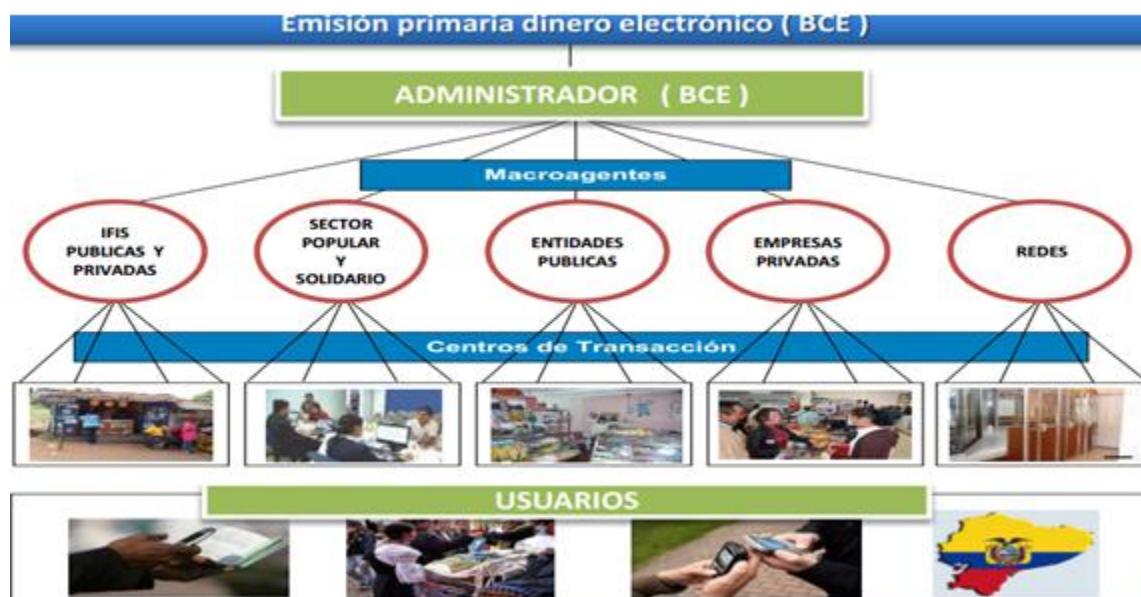 Emisión primaria dinero electrónico ( BCE )
ADMINISTRADOR ( BCE )
Macroagentes
IFIS
PUBLICAS Y
PRIVADAS
SECTOR
POPULAR
Y
SOLIDARIO
ENTIDADES
PUBLICAS
EMPRESAS
PRIVADAS
REDES
Centros de Transacción
USUARIOS